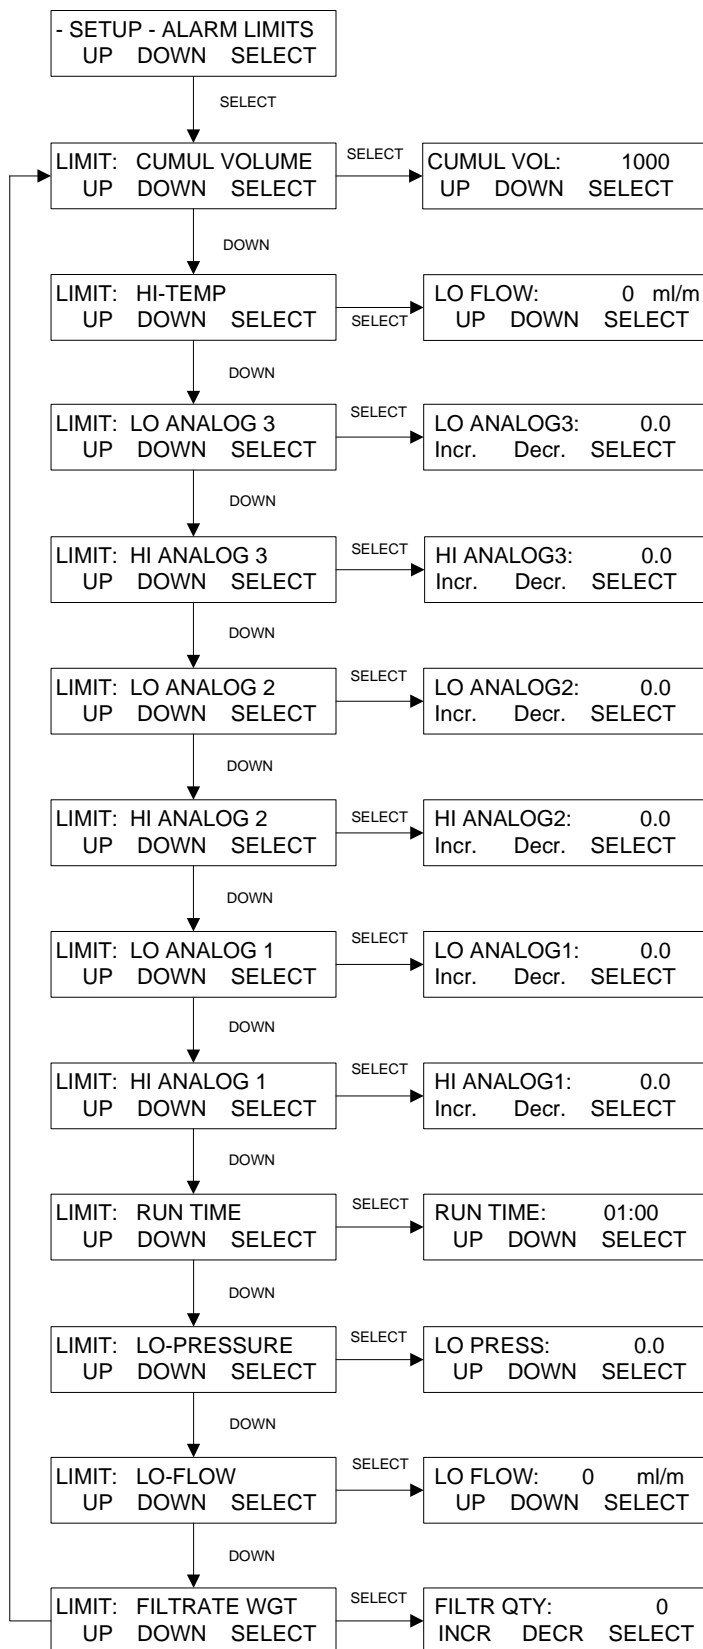 - SETUP - ALARM LIMITS
UP DOWN SELECT
SELECT
LIMIT: CUMUL VOLUME
UP DOWN SELECT
SELECT
CUMUL VOL: 1000
UP DOWN SELECT
DOWN
LIMIT: HI-TEMP
UP DOWN SELECT
SELECT
LO FLOW: 0 ml/m
UP DOWN SELECT
DOWN
LIMIT: LO ANALOG 3
UP DOWN SELECT
SELECT
LO ANALOG3: 0.0
Incr. Decr. SELECT
DOWN
LIMIT: HI ANALOG 3
UP DOWN SELECT
SELECT
HI ANALOG3: 0.0
Incr. Decr. SELECT
DOWN
LIMIT: LO ANALOG 2
UP DOWN SELECT
SELECT
LO ANALOG2: 0.0
Incr. Decr. SELECT
DOWN
LIMIT: HI ANALOG 2
UP DOWN SELECT
SELECT
HI ANALOG2: 0.0
Incr. Decr. SELECT
DOWN
LIMIT: LO ANALOG 1
UP DOWN SELECT
SELECT
LO ANALOG1: 0.0
Incr. Decr. SELECT
DOWN
LIMIT: HI ANALOG 1
UP DOWN SELECT
SELECT
HI ANALOG1: 0.0
Incr. Decr. SELECT
DOWN
LIMIT: RUN TIME
UP DOWN SELECT
SELECT
RUN TIME: 01:00
UP DOWN SELECT
DOWN
LIMIT: LO-PRESSURE
UP DOWN SELECT
SELECT
LO PRESS: 0.0
UP DOWN SELECT
DOWN
LIMIT: LO-FLOW
UP DOWN SELECT
SELECT
LO FLOW: 0 ml/m
UP DOWN SELECT
DOWN
LIMIT: FILTRATE WGT
UP DOWN SELECT
SELECT
FILTR QTY: 0
INCR DECR SELECT